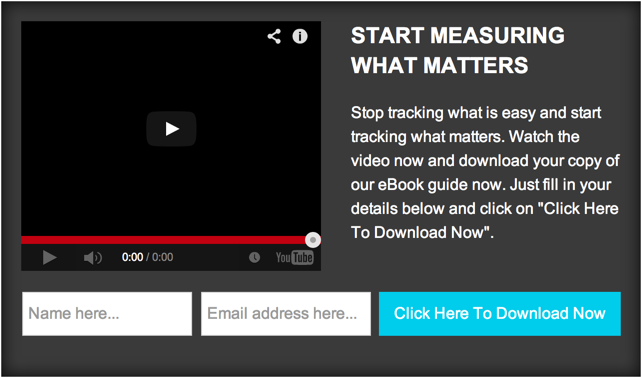 START MEASURING
WHAT MATTERS
Stop tracking what is easy and start
tracking what matters. Watch the
video now and download your copy of
our eBook guide now. Just fill in your
details below and click on "Click Here
To Download Now".
0:00 / 0:00
YouTube
Name here...
Email address here...
Click Here To Download Now